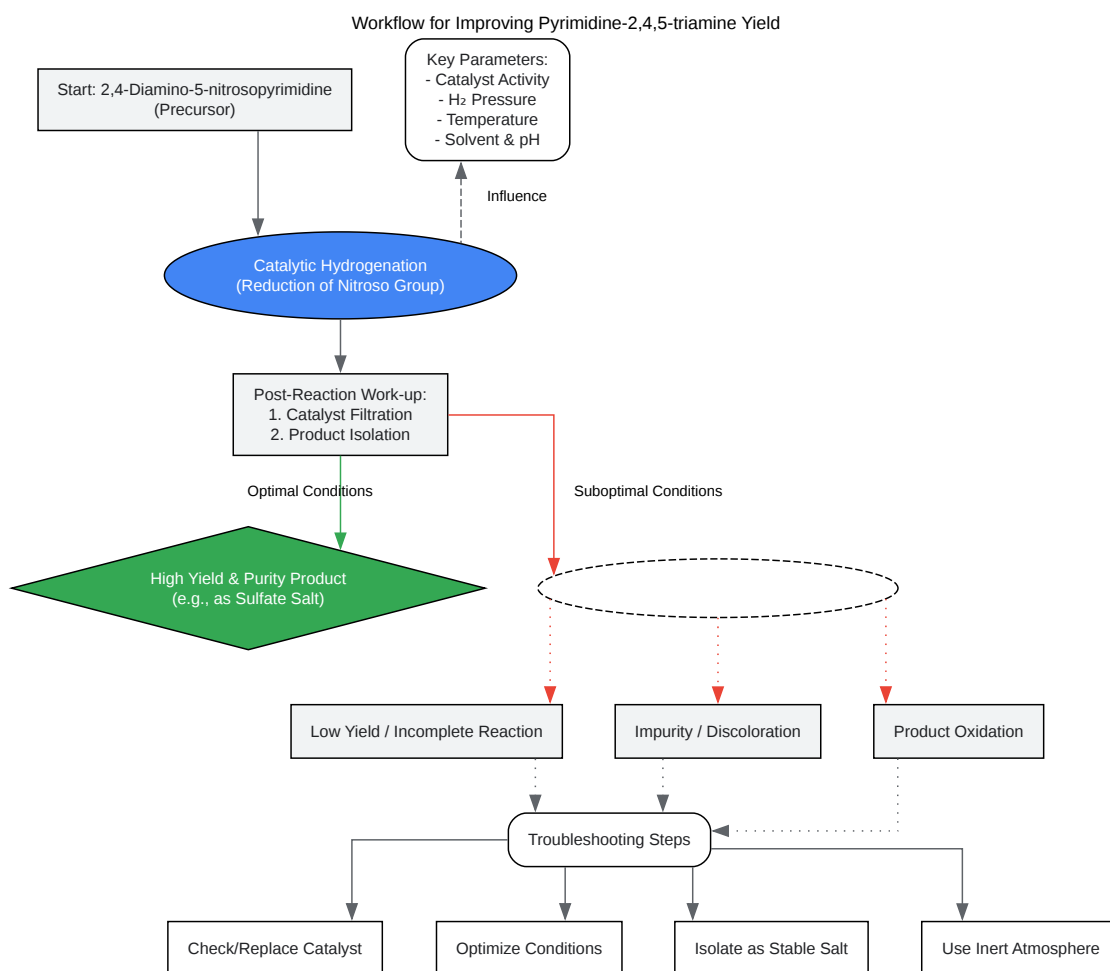 Workflow for Improving Pyrimidine-2,4,5-triamine Yield
Key Parameters:
- Catalyst Activity
- H₂ Pressure
- Temperature
- Solvent & pH
Start: 2,4-Diamino-5-nitrosopyrimidine
(Precursor)
Influence
Catalytic Hydrogenation
(Reduction of Nitroso Group)
Post-Reaction Work-up:
1. Catalyst Filtration
2. Product Isolation
Optimal Conditions
Suboptimal Conditions
High Yield & Purity Product
(e.g., as Sulfate Salt)
Low Yield / Incomplete Reaction
Impurity / Discoloration
Product Oxidation
Troubleshooting Steps
Check/Replace Catalyst
Optimize Conditions
Isolate as Stable Salt
Use Inert Atmosphere